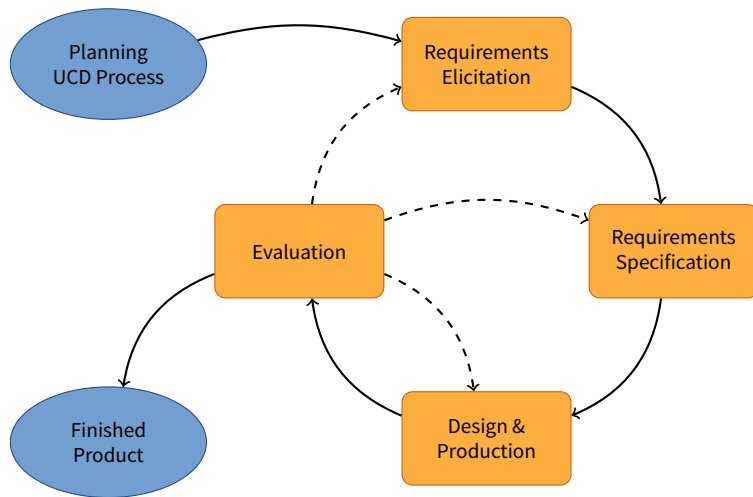 Planning
UCD Process
Requirements
Elicitation
Evaluation
Requirements
Specification
Finished
Product
Design &
Production